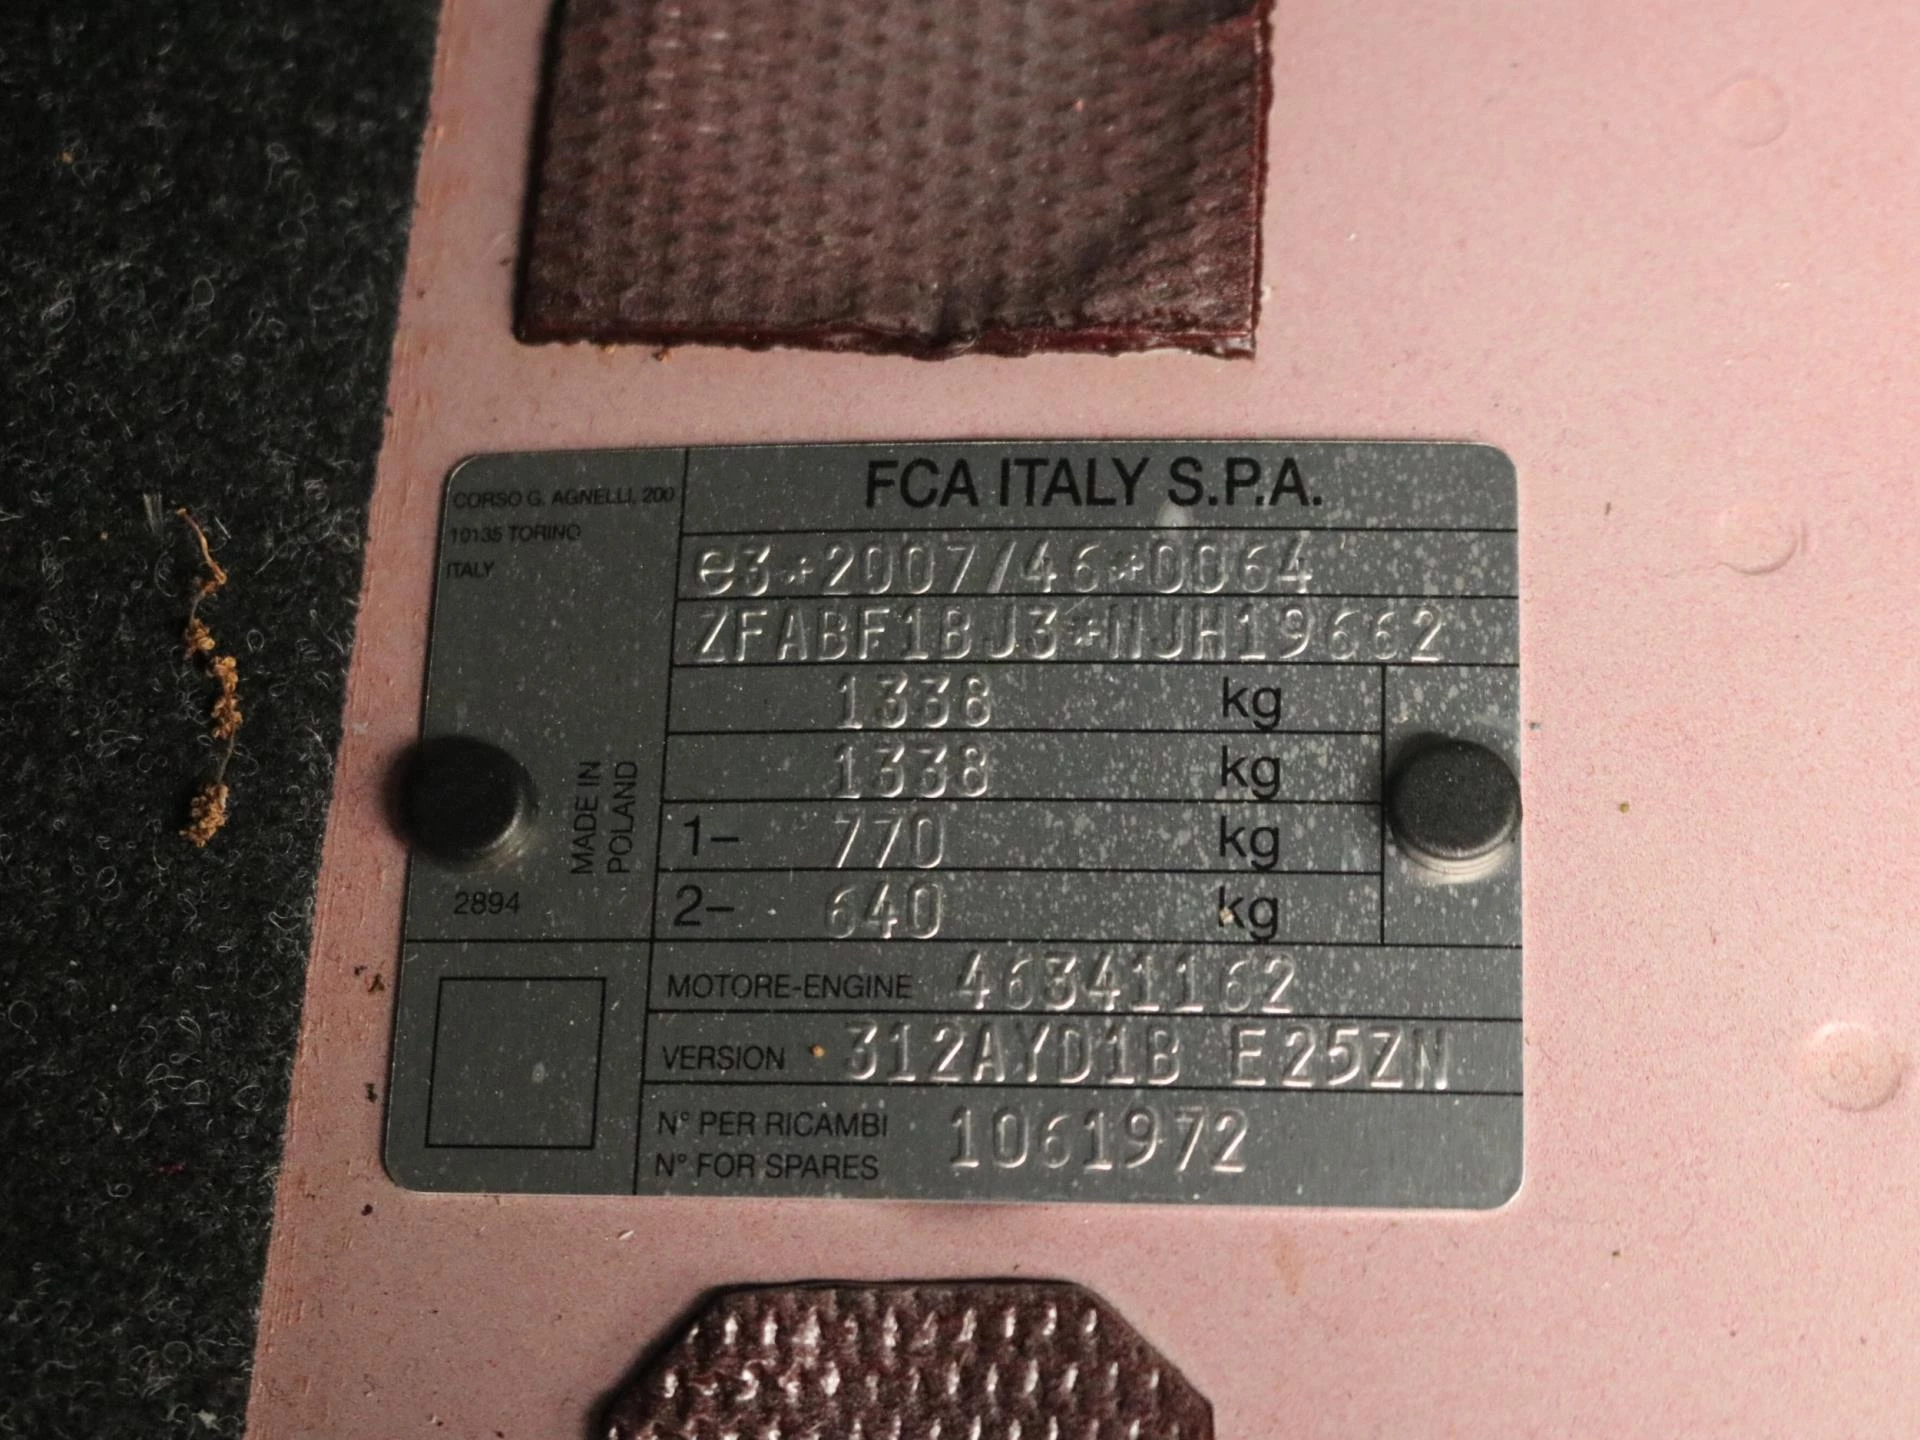 CORSO G. AGNELLI, 200
10135 TORINO
ITALY
FCA ITALY S.P.A.
e3*2007/46*0064
ZFABF1BJ3*NJH19662
1338 kg
1338 kg
1- 770 kg
2- 640 kg
MADE IN
POLAND
2894
MOTORE-ENGINE 46341162
VERSION 312AYD1B E25ZN
N° PER RICAMBI
N° FOR SPARES
1061972